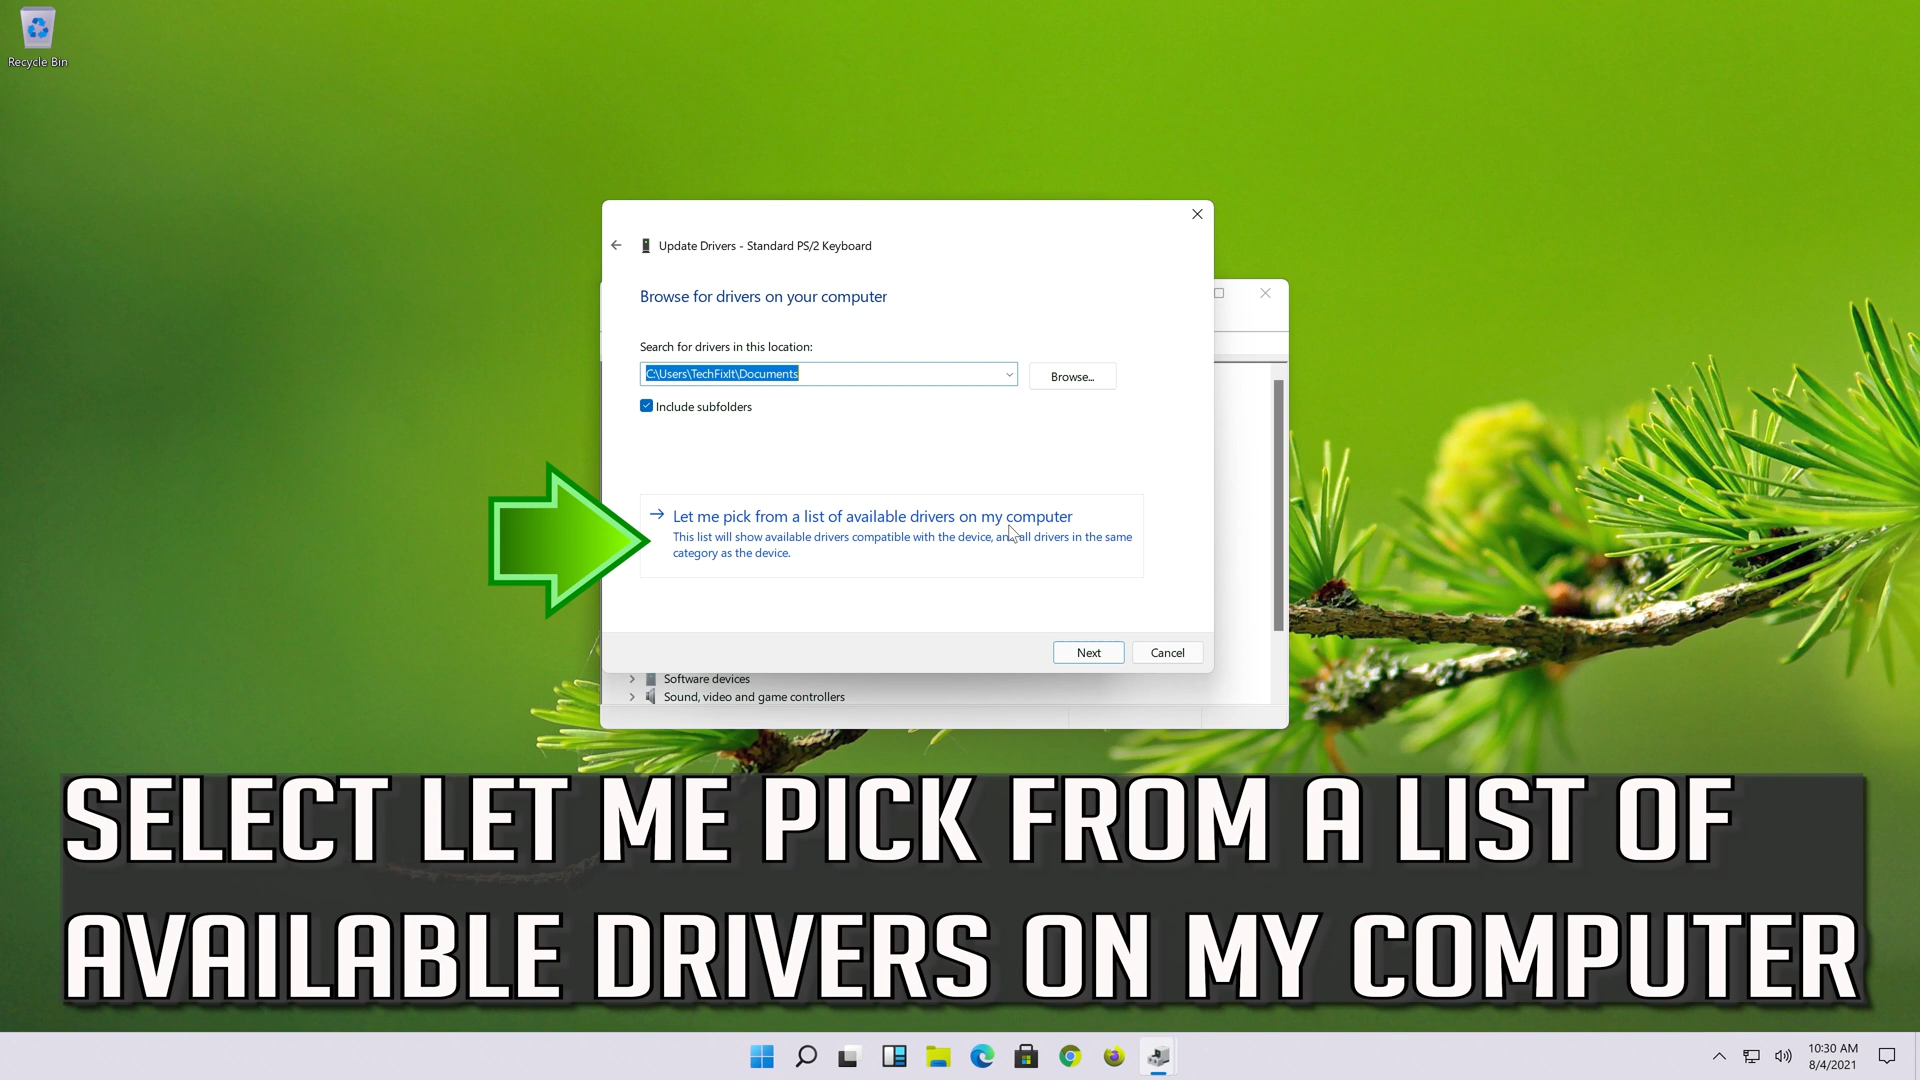 Recycle Bin
Update Drivers - Standard PS/2 Keyboard
Browse for drivers on your computer
Search for drivers in this location:
C:\Users\TechFixIt\Documents
Browse...
Include subfolders
Let me pick from a list of available drivers on my computer
This list will show available drivers compatible with the device, and all drivers in the same
category as the device.
Next
Cancel
Software devices
Sound, video and game controllers
SELECT LET ME PICK FROM A LIST OF
AVAILABLE DRIVERS ON MY COMPUTER
10:30 AM
8/4/2021